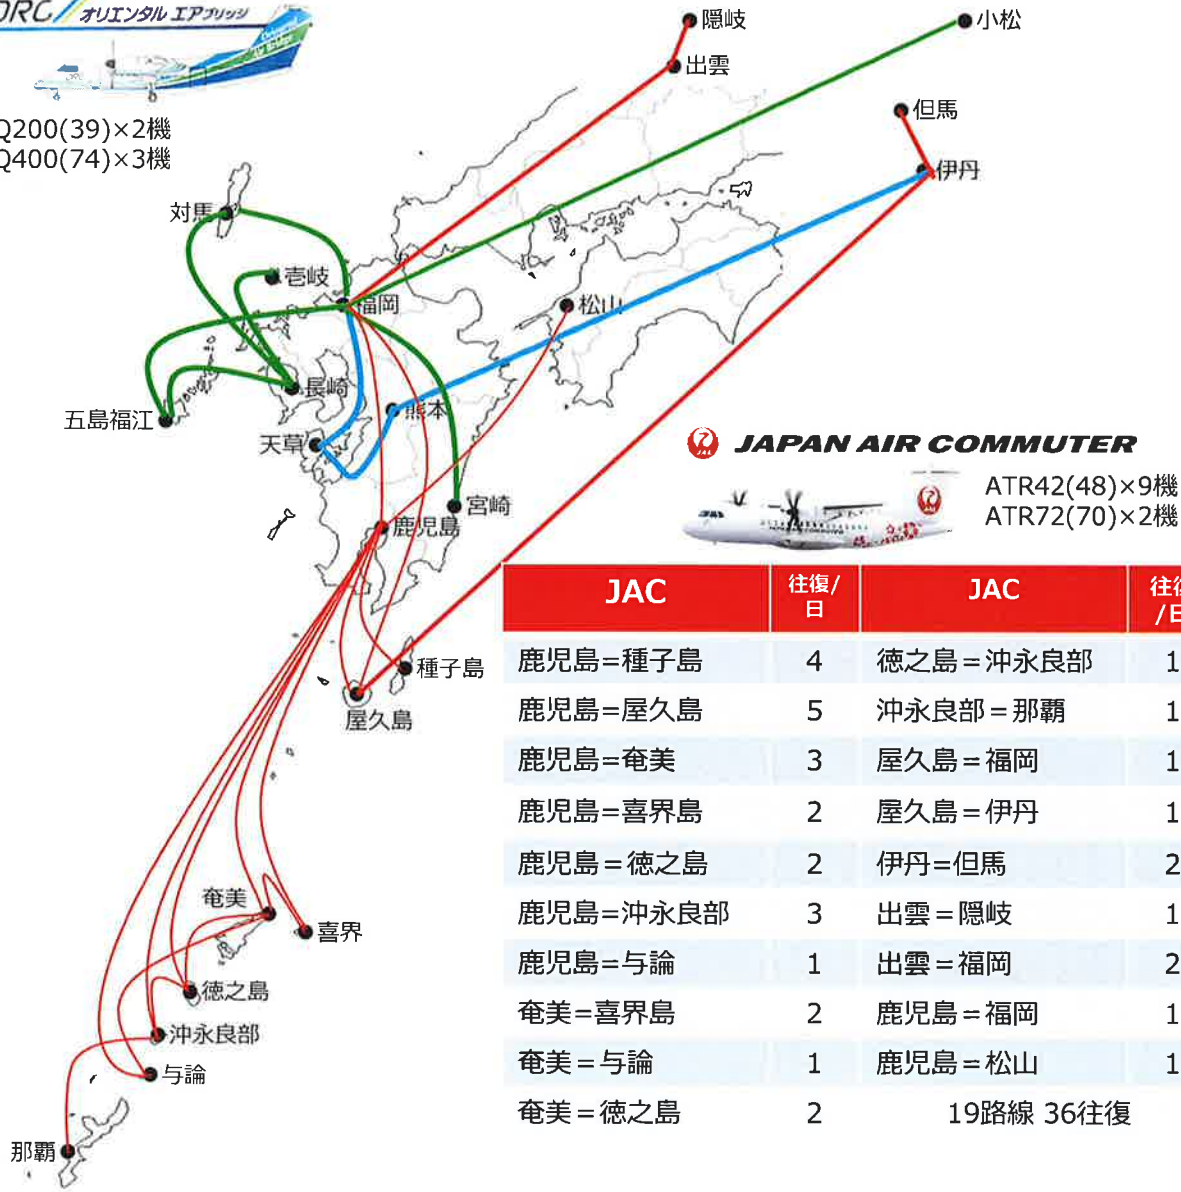 ORC オリエンタル エアブリッジ
Q200(39)×2機
Q400(74)×3機
隠岐
小松
出雲
但馬
伊丹
対馬
壱岐
福岡
松山
長崎
五島福江
熊本
天草
宮崎
鹿児島
種子島
屋久島
奄美
喜界
徳之島
沖永良部
与論
那覇
JAL JAPAN AIR COMMUTER
ATR42(48)×9機
ATR72(70)×2機
JAC 往復/日 JAC 往復/日
鹿児島=種子島 4 徳之島=沖永良部 1
鹿児島=屋久島 5 沖永良部=那覇 1
鹿児島=奄美 3 屋久島=福岡 1
鹿児島=喜界島 2 屋久島=伊丹 1
鹿児島=徳之島 2 伊丹=但馬 2
鹿児島=沖永良部 3 出雲=隠岐 1
鹿児島=与論 1 出雲=福岡 2
奄美=喜界島 2 鹿児島=福岡 1
奄美=与論 1 鹿児島=松山 1
奄美=徳之島 2 19路線 36往復